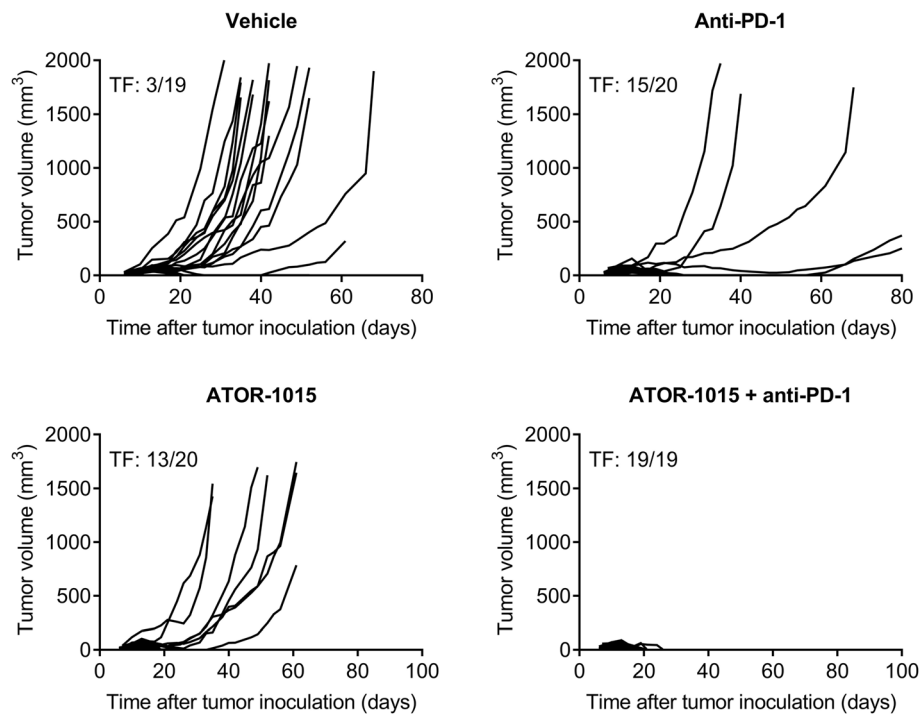 Vehicle
Tumor volume (mm³)
2000
1500
1000
500
0
TF: 3/19
0 20 40 60 80
Time after tumor inoculation (days)
Anti-PD-1
Tumor volume (mm³)
2000
1500
1000
500
0
TF: 15/20
0 20 40 60 80
Time after tumor inoculation (days)
ATOR-1015
Tumor volume (mm³)
2000
1500
1000
500
0
TF: 13/20
0 20 40 60 80 100
Time after tumor inoculation (days)
ATOR-1015 + anti-PD-1
Tumor volume (mm³)
2000
1500
1000
500
0
TF: 19/19
0 20 40 60 80 100
Time after tumor inoculation (days)